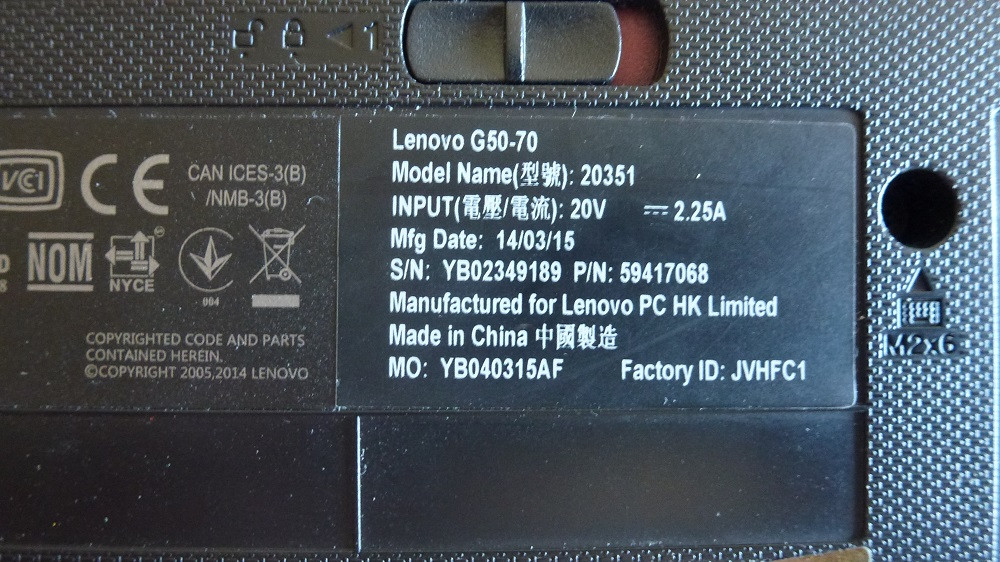 1
Lenovo G50-70
Model Name(型號): 20351
INPUT(電壓/電流): 20V ⎓ 2.25A
Mfg Date: 14/03/15
S/N: YB02349189 P/N: 59417068
Manufactured for Lenovo PC HK Limited
Made in China 中國製造
MO: YB040315AF Factory ID: JVHFC1
VCCI
CE
CAN ICES-3(B)
/NMB-3(B)
NOM
NYCE
004
COPYRIGHTED CODE AND PARTS
CONTAINED HEREIN.
©COPYRIGHT 2005,2014 LENOVO
M2x6